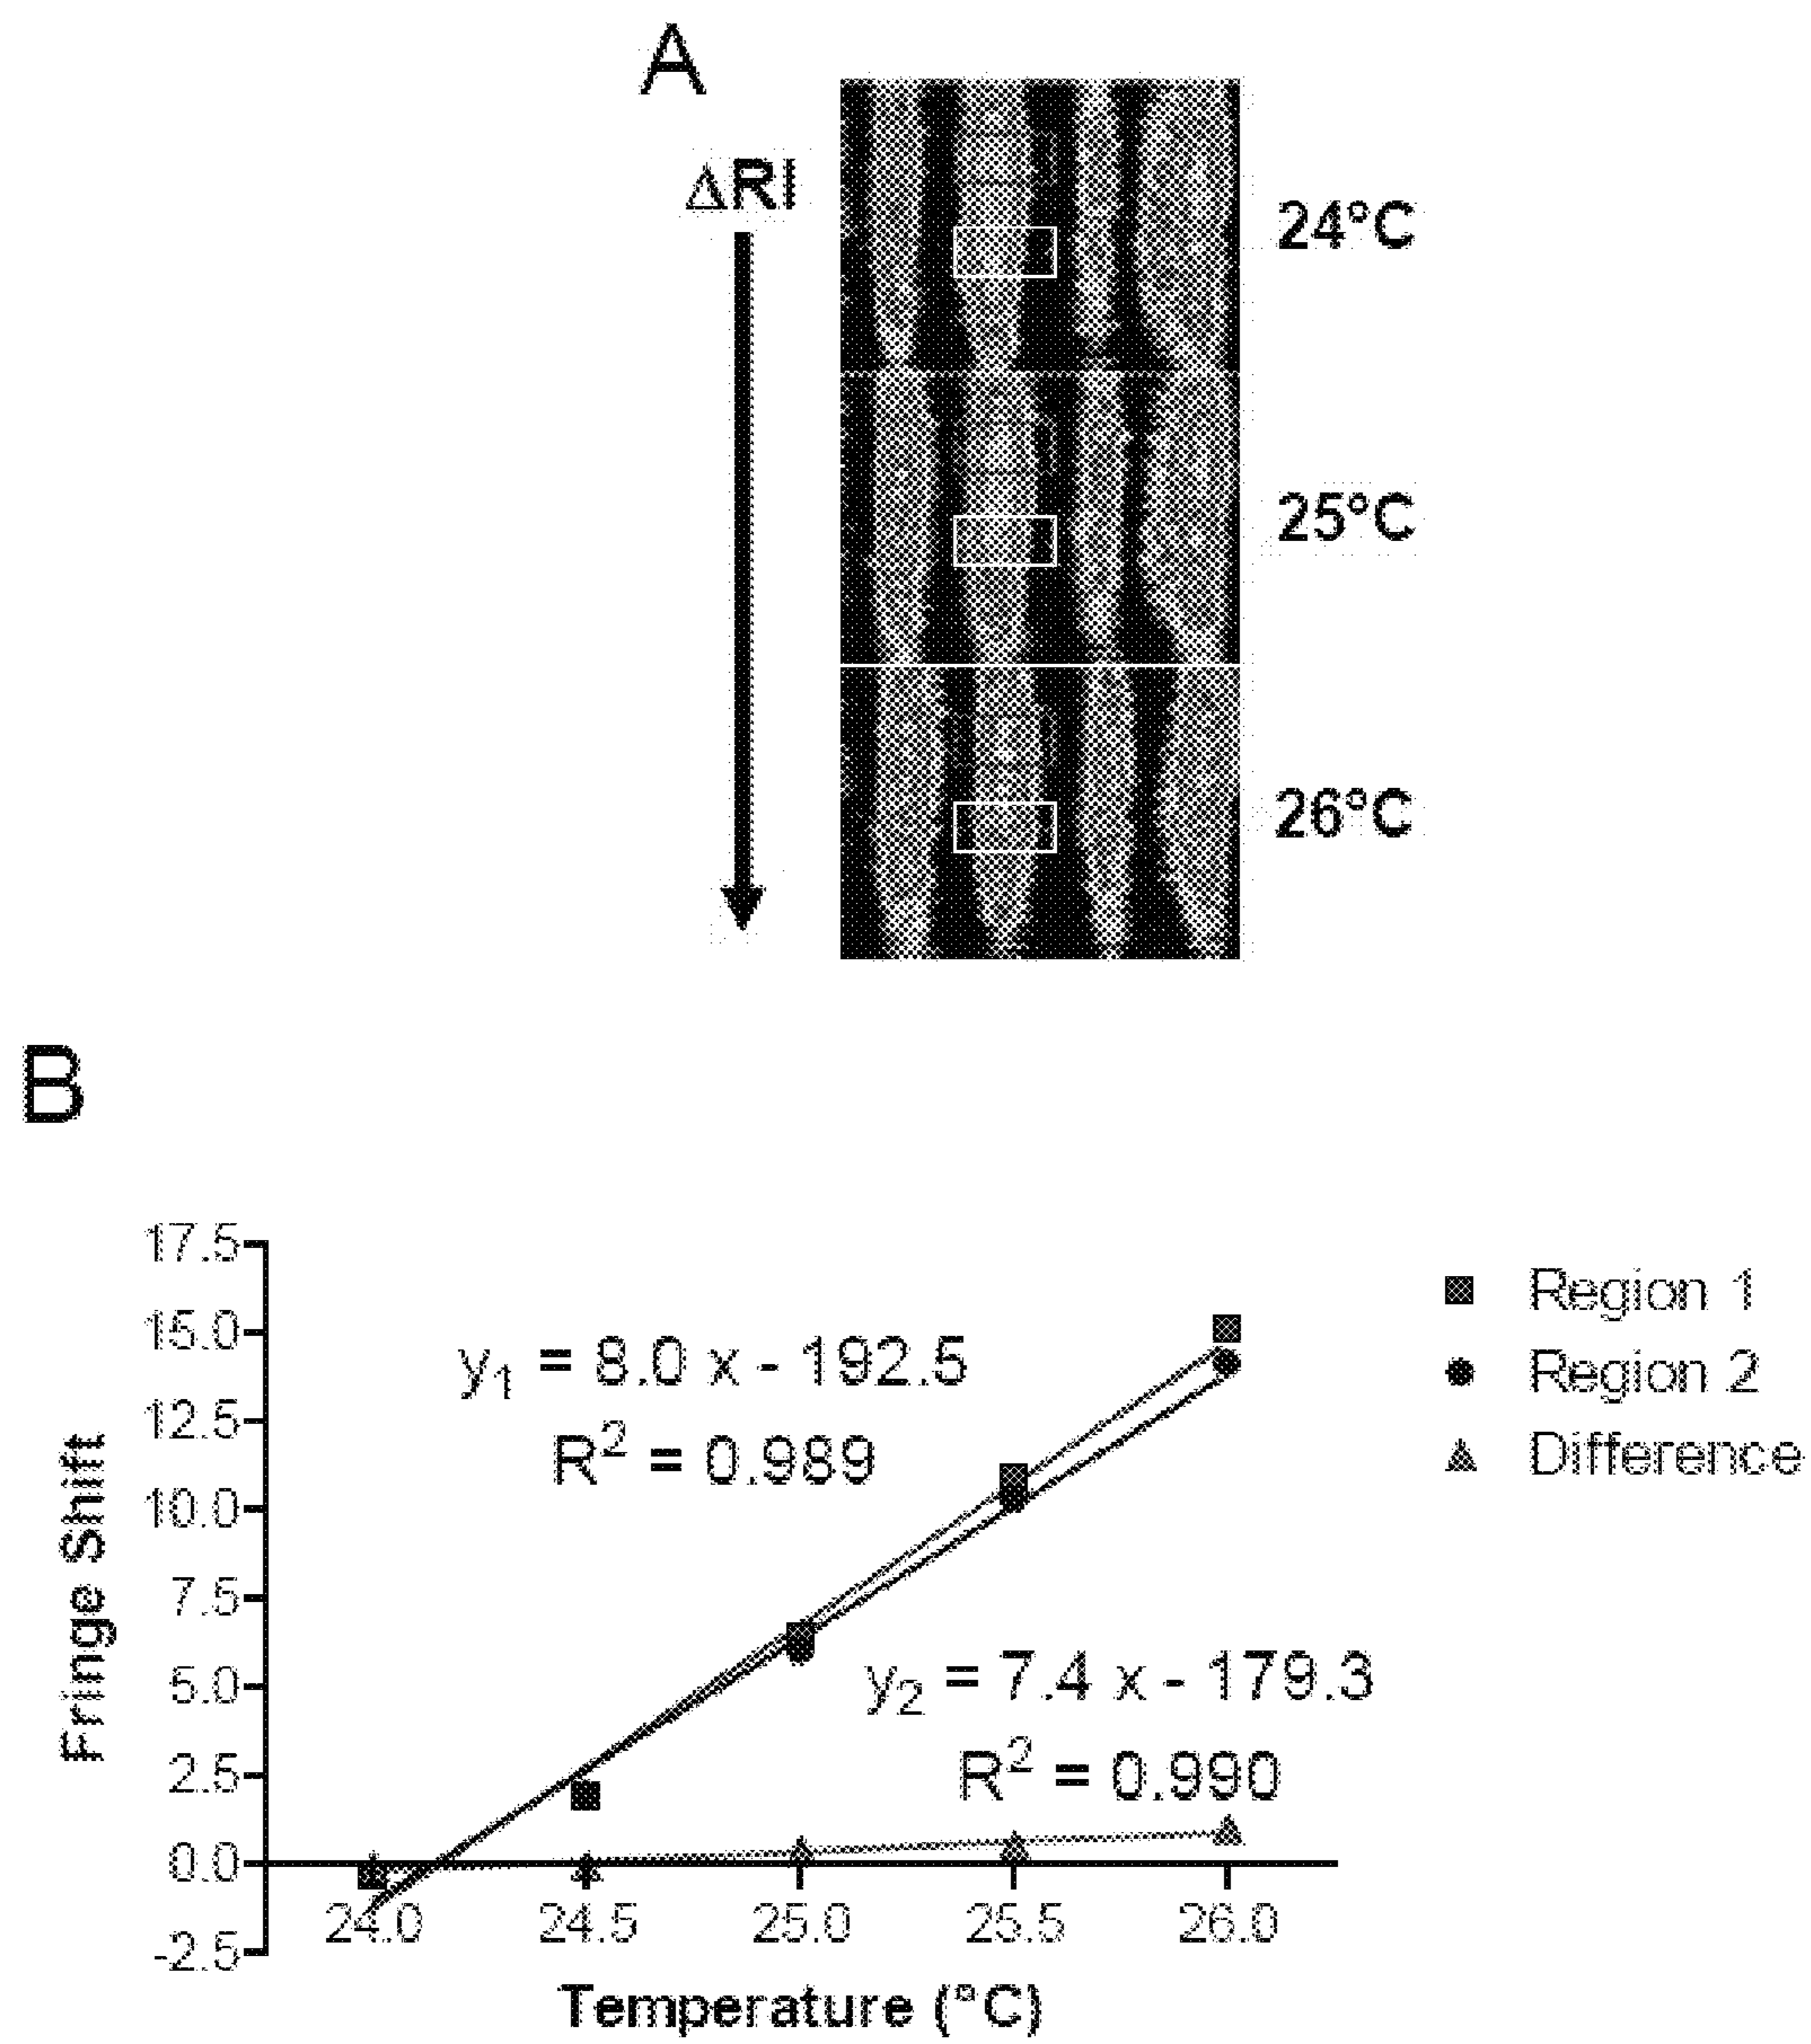 A
ΔRI
24°C
25°C
26°C
B
17.5
15.0
12.5
10.0
7.5
5.0
2.5
0.0
-2.5
Fringe Shift
y₁ = 8.0 x - 192.5
R² = 0.989
y₂ = 7.4 x - 179.3
R² = 0.990
Region 1
Region 2
Difference
24.0 24.5 25.0 25.5 26.0
Temperature (°C)